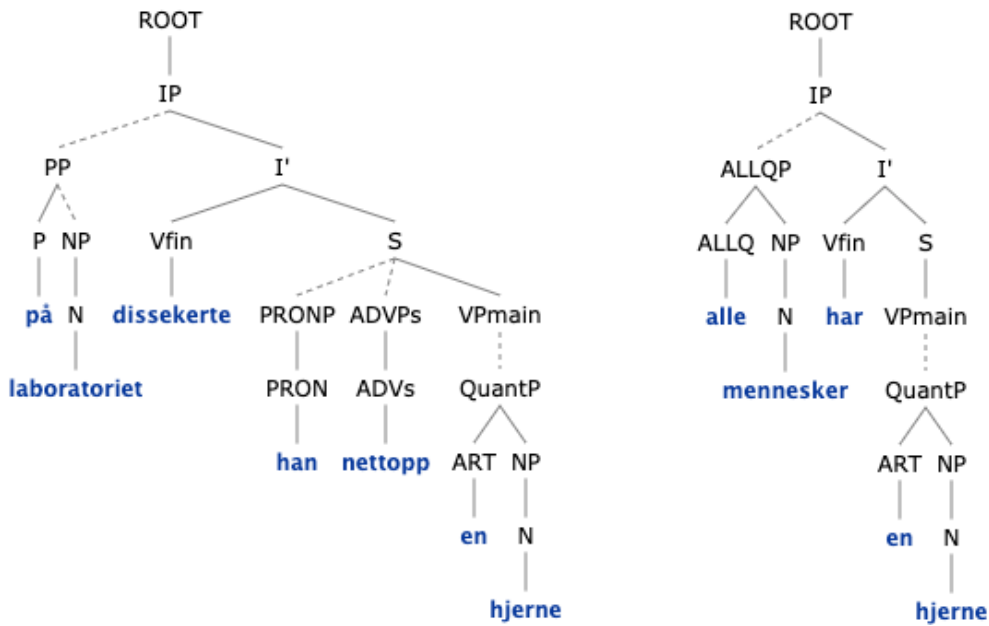 ROOT ROOT
IP IP
PP I' ALLQP I'
P NP Vfin S ALLQ NP Vfin S
på N dissekerte PRONP ADVPs VPmain alle N har VPmain
laboratoriet PRON ADVs QuantP mennesker QuantP
han nettopp ART NP ART NP
en N en N
hjerne hjerne